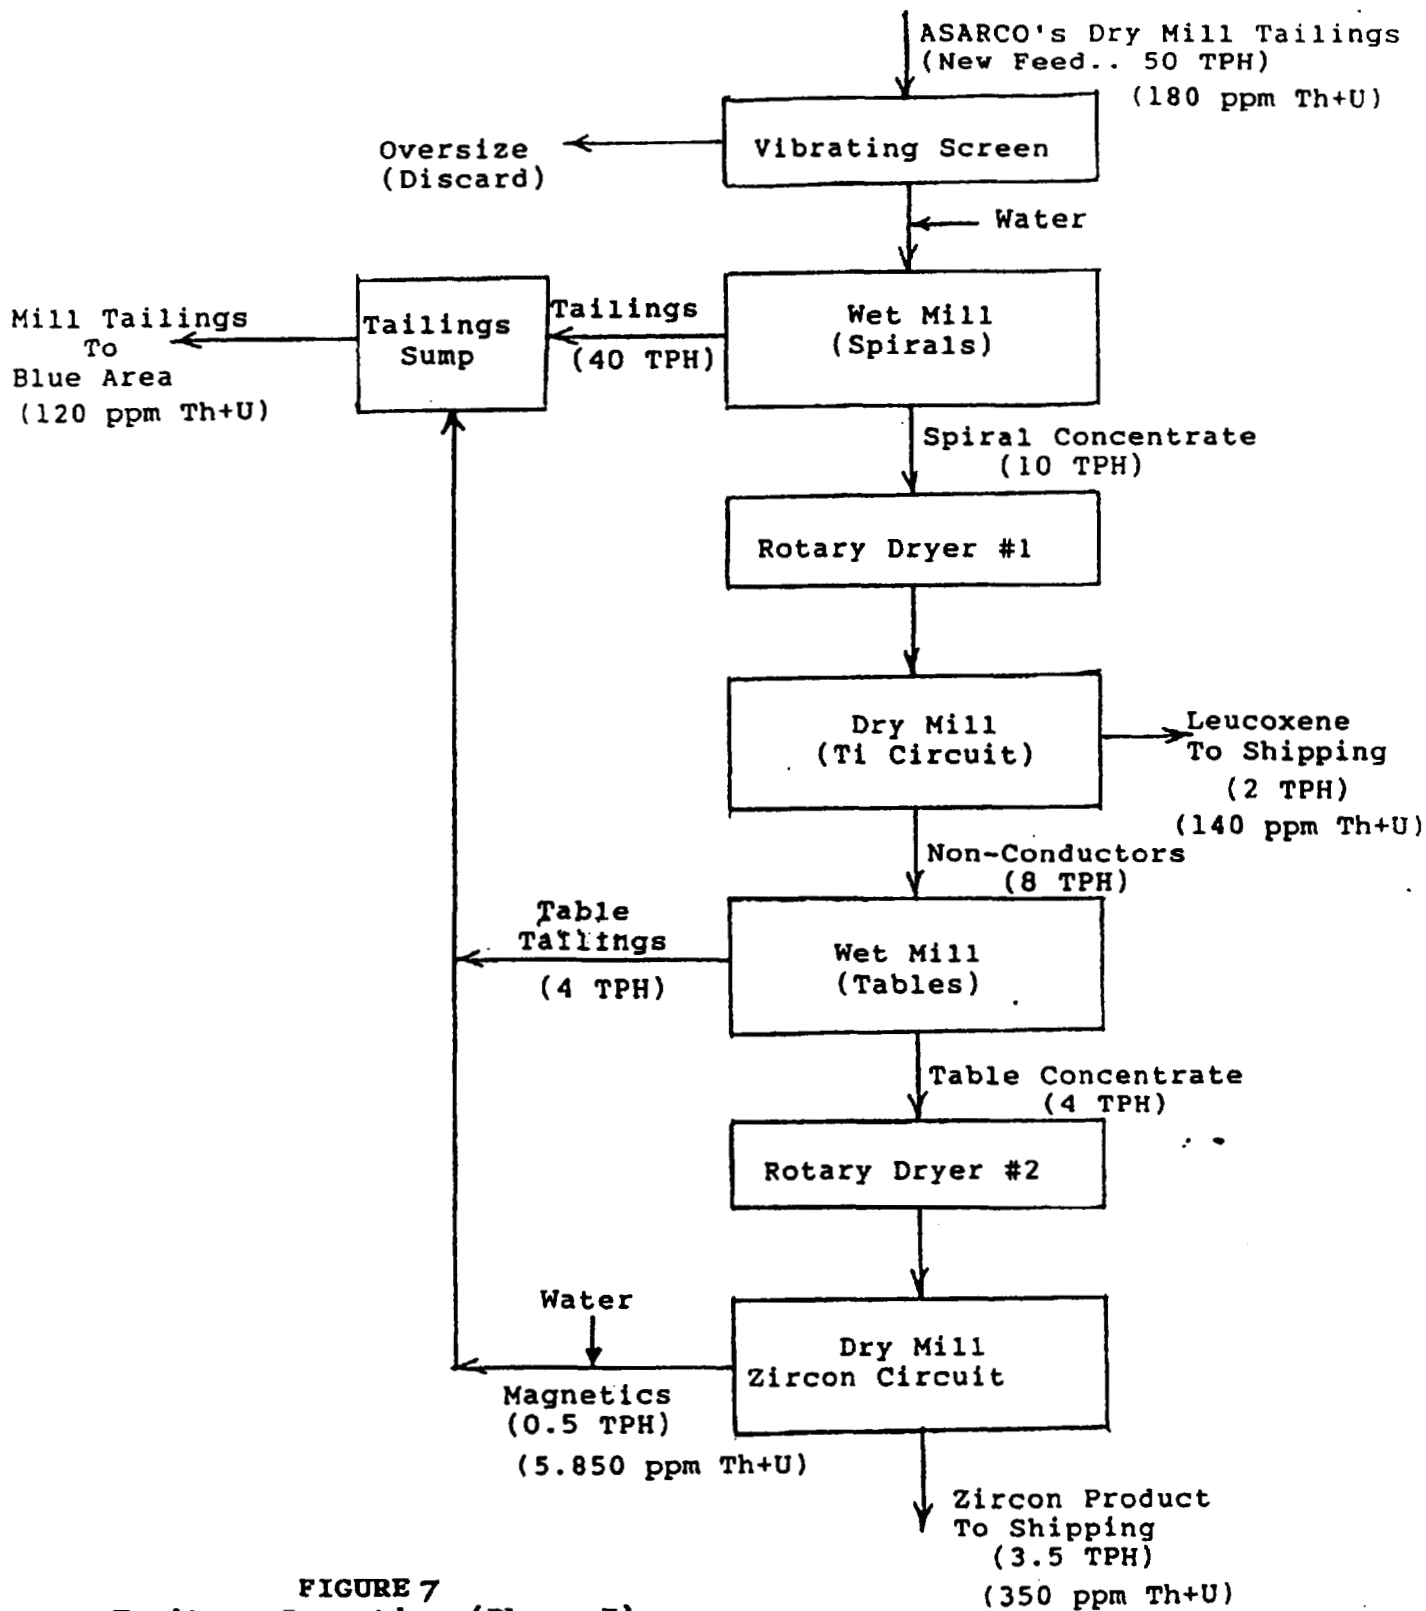 ASARCO's Dry Mill Tailings
(New Feed.. 50 TPH)
(180 ppm Th+U)
Vibrating Screen
Oversize
(Discard)
Water
Wet Mill
(Spirals)
Tailings
(40 TPH)
Tailings
Sump
Mill Tailings
To
Blue Area
(120 ppm Th+U)
Spiral Concentrate
(10 TPH)
Rotary Dryer #1
Dry Mill
(Ti Circuit)
Leucoxene
To Shipping
(2 TPH)
(140 ppm Th+U)
Non-Conductors
(8 TPH)
Wet Mill
(Tables)
Table
Tailings
(4 TPH)
Table Concentrate
(4 TPH)
Rotary Dryer #2
Dry Mill
Zircon Circuit
Water
Magnetics
(0.5 TPH)
(5.850 ppm Th+U)
Zircon Product
To Shipping
(3.5 TPH)
(350 ppm Th+U)
FIGURE 7